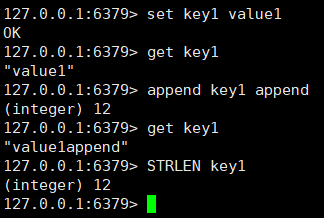 127.0.0.1:6379> set key1 value1
OK
127.0.0.1:6379> get key1
"value1"
127.0.0.1:6379> append key1 append
(integer) 12
127.0.0.1:6379> get key1
"value1append"
127.0.0.1:6379> STRLEN key1
(integer) 12
127.0.0.1:6379>